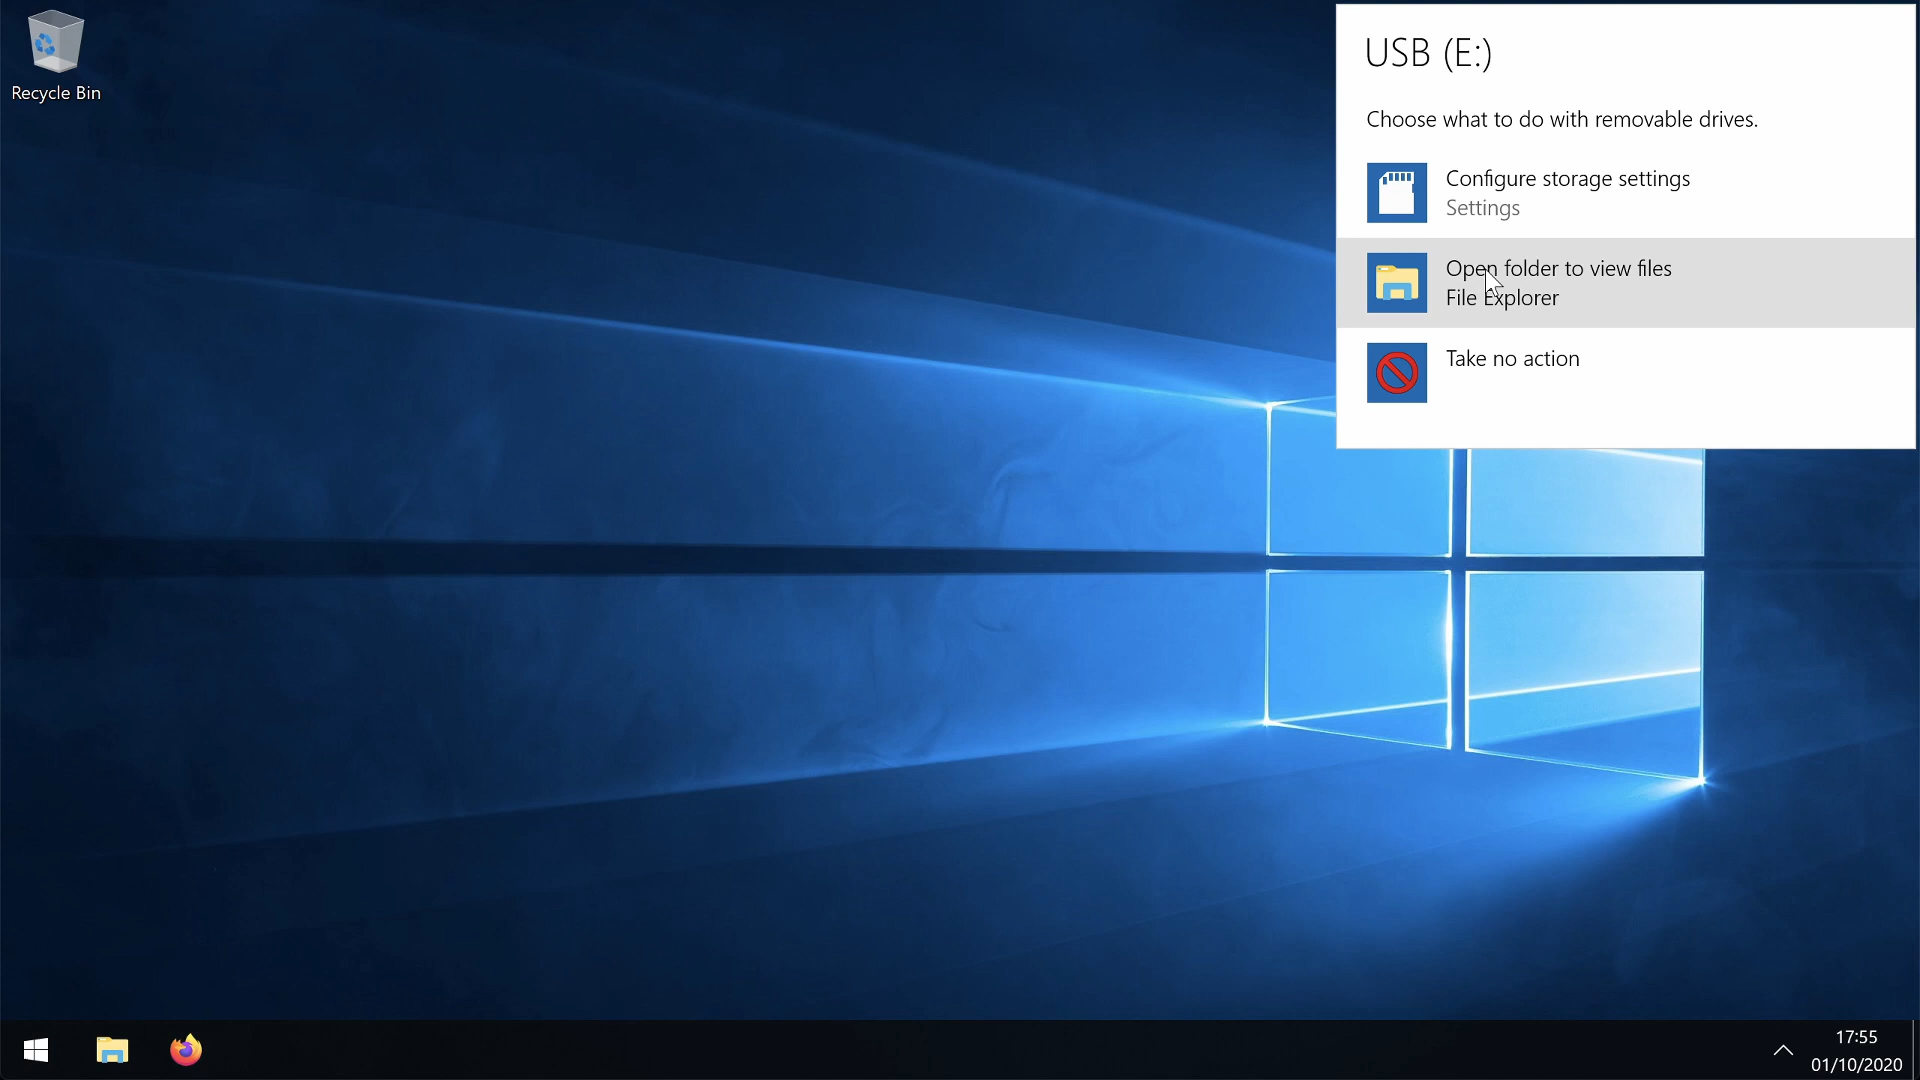 Recycle Bin
USB (E:)
Choose what to do with removable drives.
Configure storage settings
Settings
Open folder to view files
File Explorer
Take no action
17:55
01/10/2020